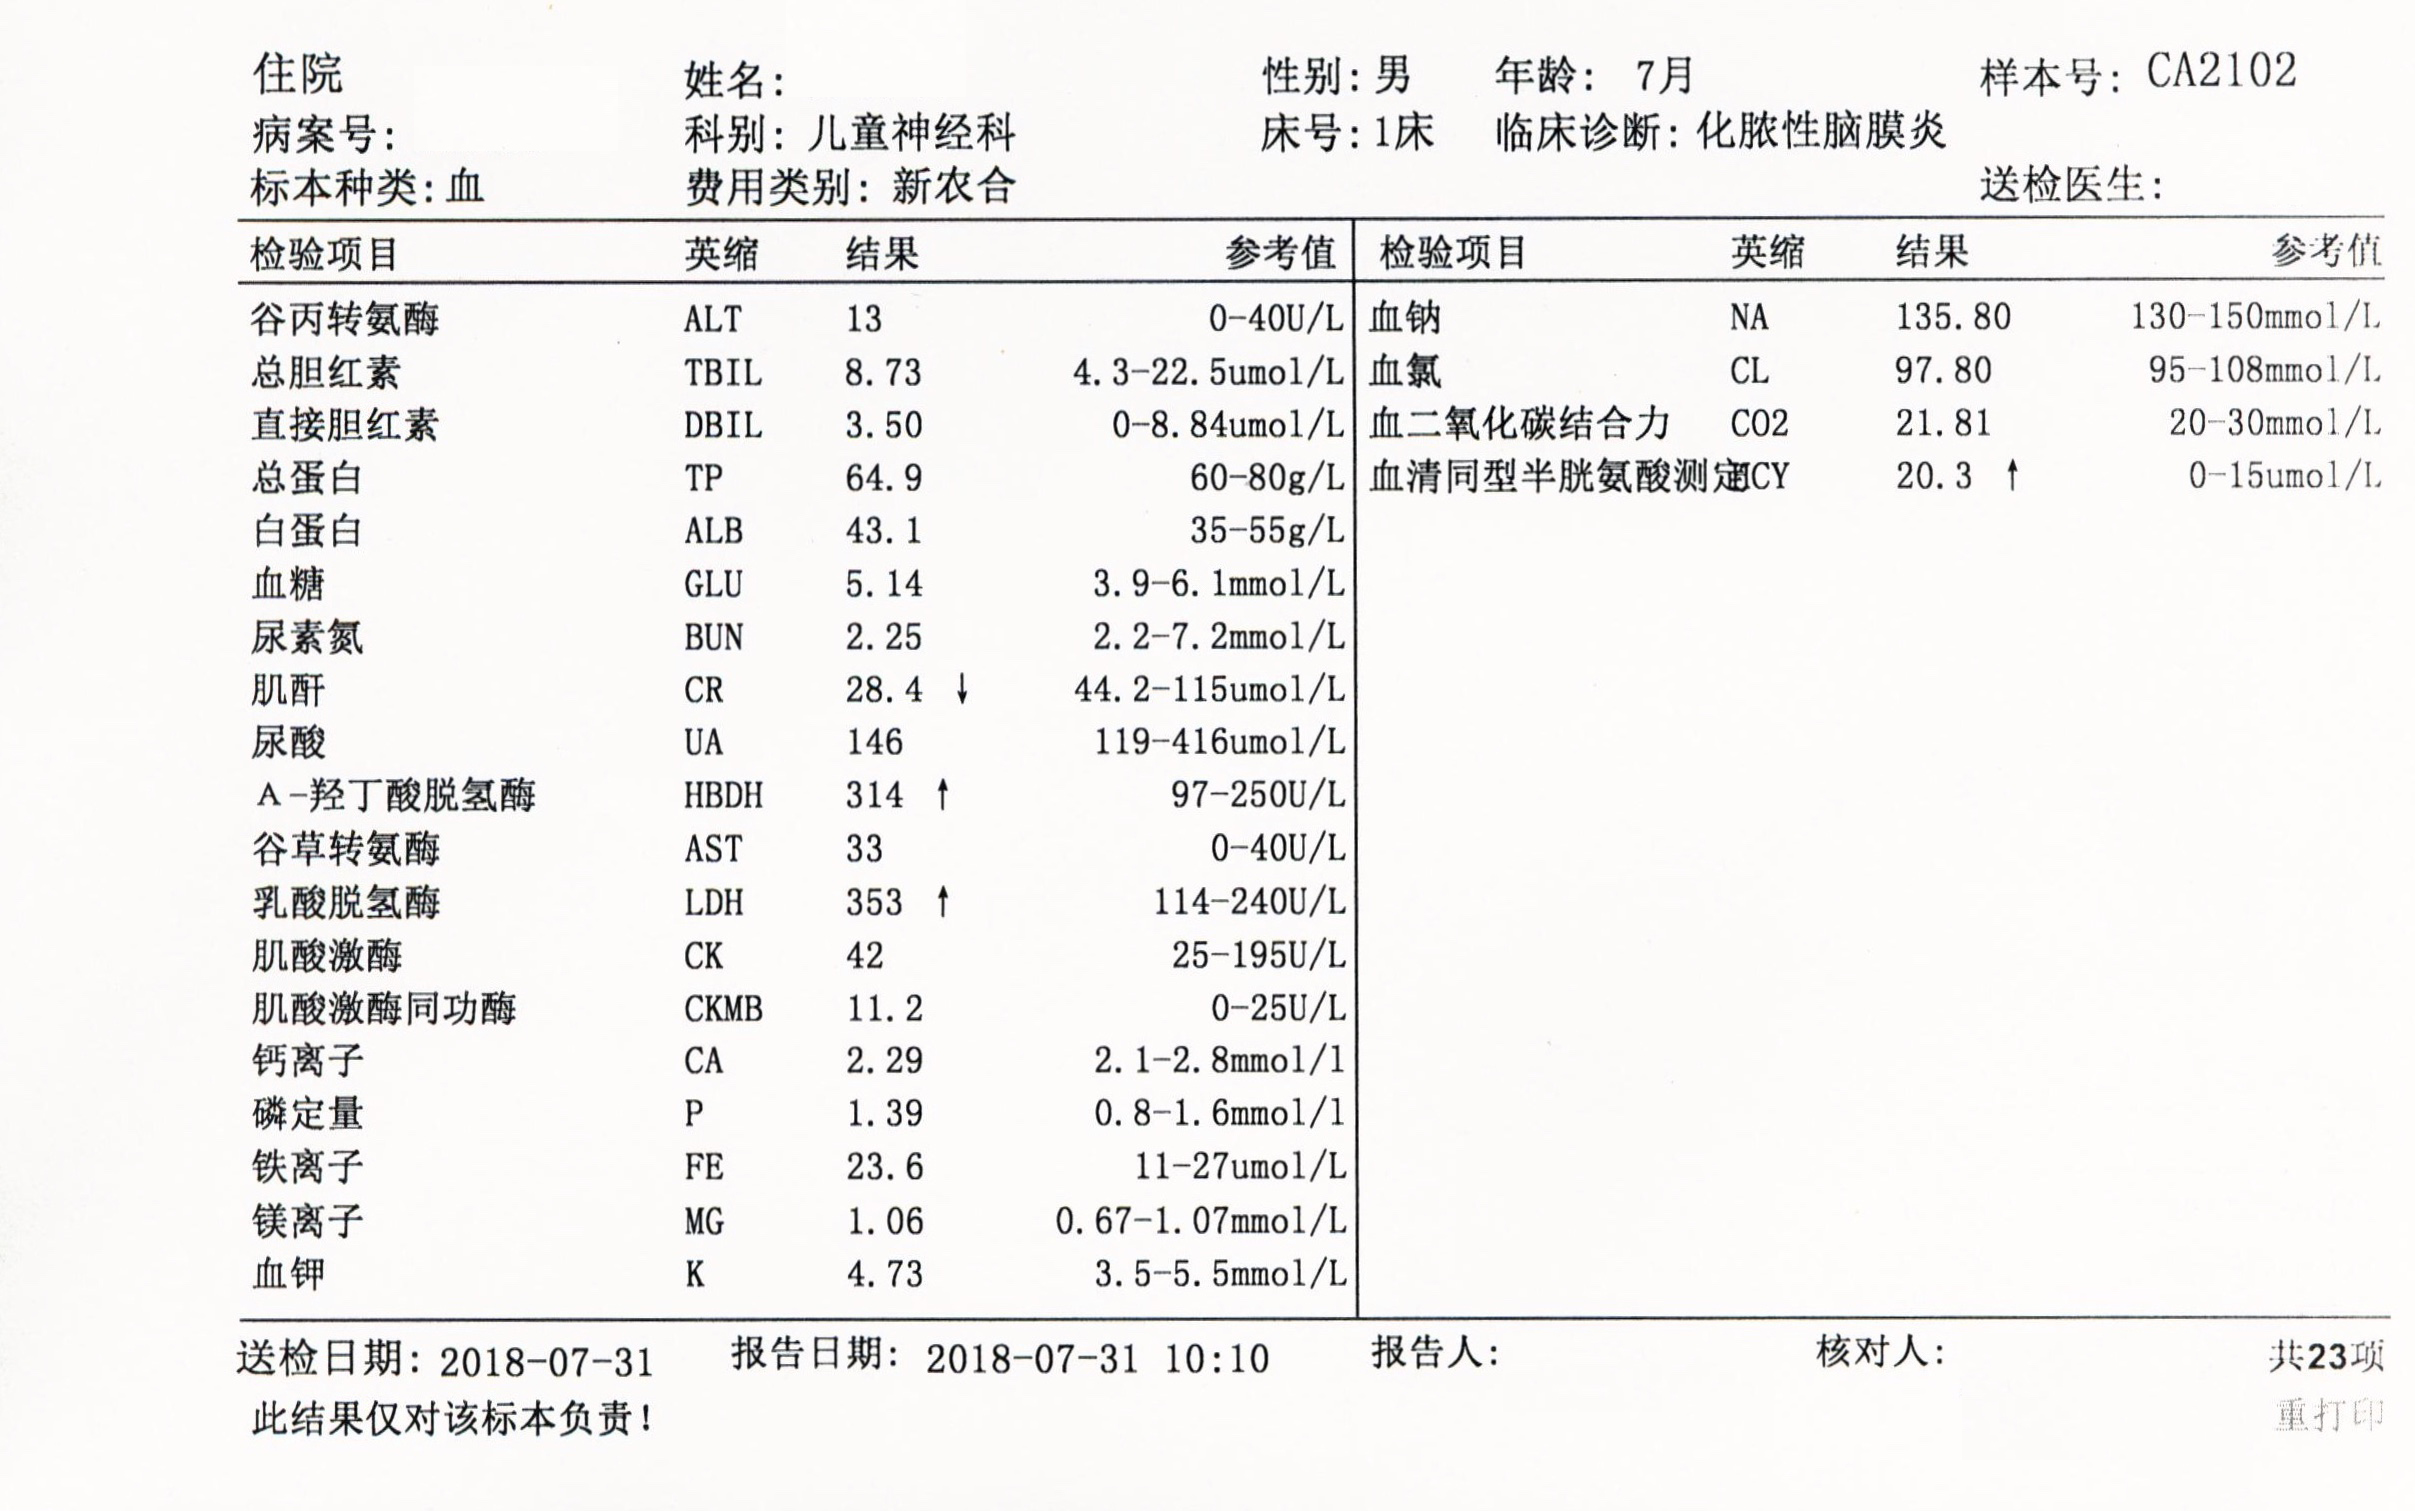 住院 姓名: 性别: 男 年龄: 7月 样本号: CA2102
病案号: 科别: 儿童神经科 床号: 1床 临床诊断: 化脓性脑膜炎
标本种类: 血 费用类别: 新农合 送检医生:
检验项目 英缩 结果 参考值 检验项目 英缩 结果 参考值
谷丙转氨酶 ALT 13 0-40U/L 血钠 NA 135.80 130-150mmol/L
总胆红素 TBIL 8.73 4.3-22.5umol/L 血氯 CL 97.80 95-108mmol/L
直接胆红素 DBIL 3.50 0-8.84umol/L 血二氧化碳结合力 CO2 21.81 20-30mmol/L
总蛋白 TP 64.9 60-80g/L 血清同型半胱氨酸测定 HCY 20.3 ↑ 0-15umol/L
白蛋白 ALB 43.1 35-55g/L
血糖 GLU 5.14 3.9-6.1mmol/L
尿素氮 BUN 2.25 2.2-7.2mmol/L
肌酐 CR 28.4 ↓ 44.2-115umol/L
尿酸 UA 146 119-416umol/L
A-羟丁酸脱氢酶 HBDH 314 ↑ 97-250U/L
谷草转氨酶 AST 33 0-40U/L
乳酸脱氢酶 LDH 353 ↑ 114-240U/L
肌酸激酶 CK 42 25-195U/L
肌酸激酶同功酶 CKMB 11.2 0-25U/L
钙离子 CA 2.29 2.1-2.8mmol/l
磷定量 P 1.39 0.8-1.6mmol/l
铁离子 FE 23.6 11-27umol/L
镁离子 MG 1.06 0.67-1.07mmol/L
血钾 K 4.73 3.5-5.5mmol/L
送检日期: 2018-07-31 报告日期: 2018-07-31 10:10 报告人: 核对人: 共23项
此结果仅对该标本负责! 重打印